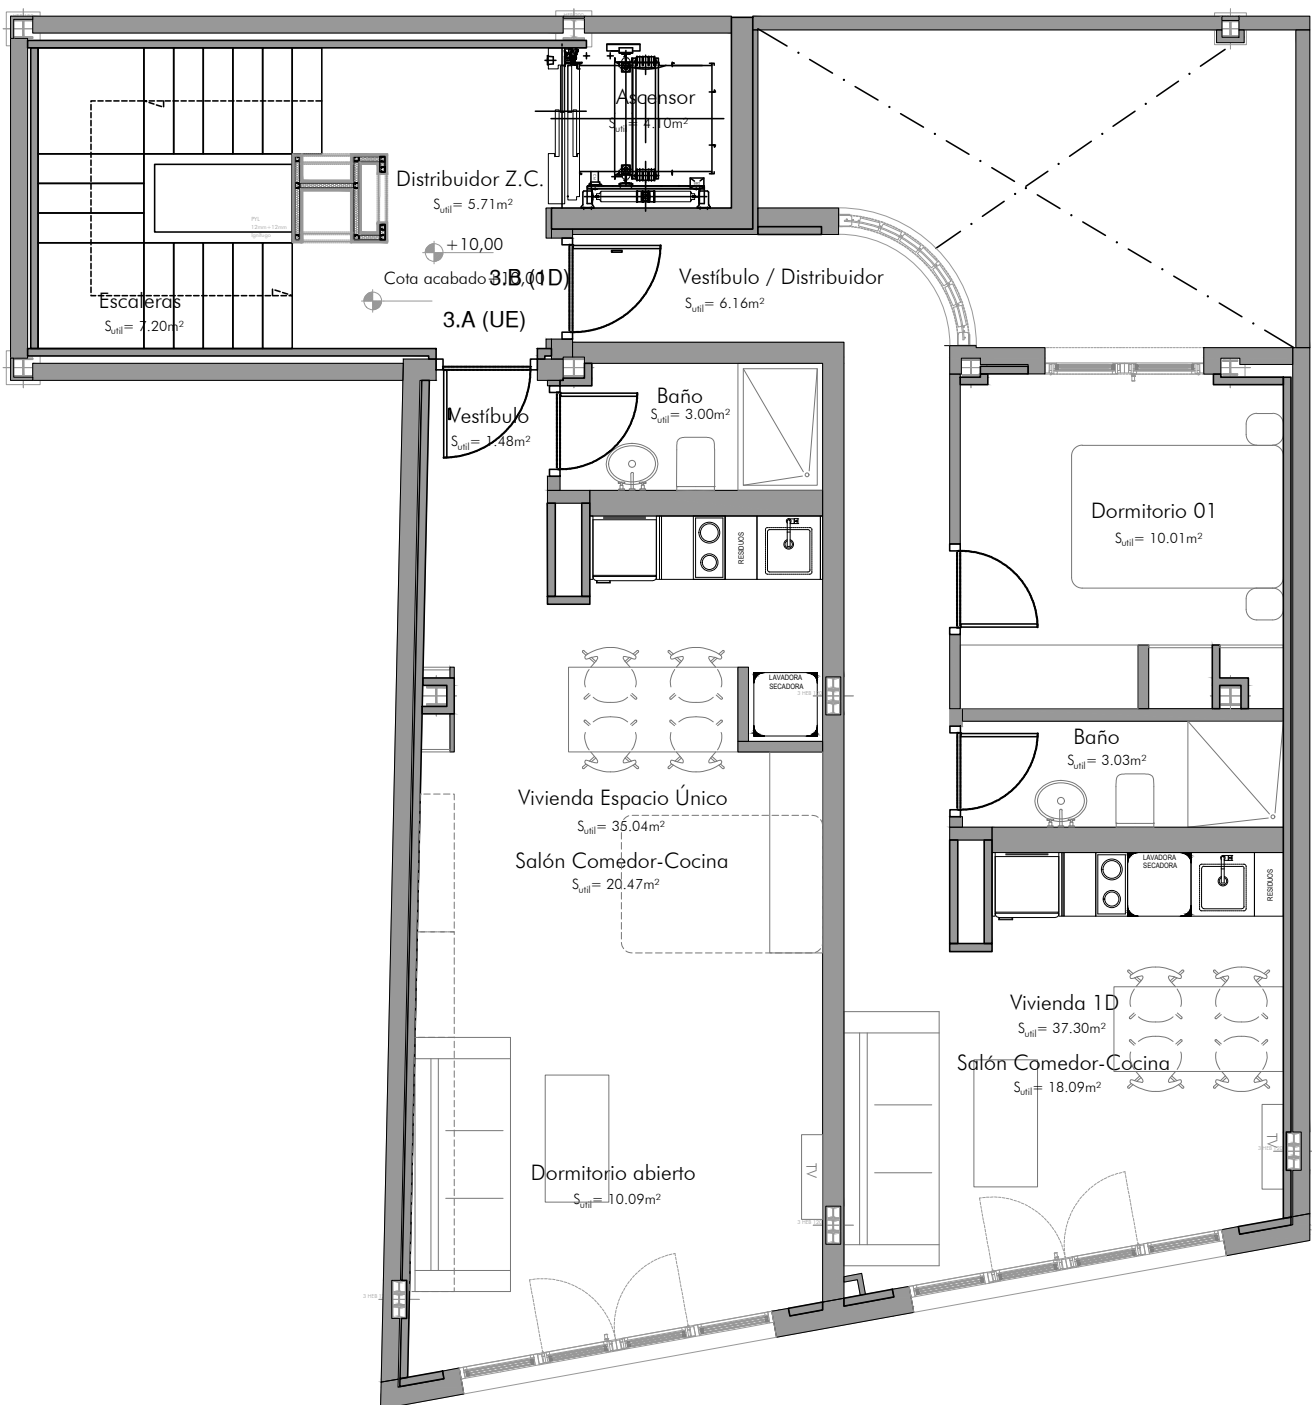 Ascensor
Sutil= 4.10m²
Distribuidor Z.C.
Sutil= 5.71m²
+10,00
Cota acabado
3.B (1D)
3.A (UE)
Escaleras
Sutil= 7.20m²
Vestíbulo / Distribuidor
Sutil= 6.16m²
Vestíbulo
Sutil= 1.48m²
Baño
Sutil= 3.00m²
RESIDUOS
Dormitorio 01
Sutil= 10.01m²
LAVADORA
SECADORA
Baño
Sutil= 3.03m²
Vivienda Espacio Único
Sutil= 35.04m²
Salón Comedor-Cocina
Sutil= 20.47m²
LAVADORA
SECADORA
RESIDUOS
Vivienda 1D
Sutil= 37.30m²
Salón Comedor-Cocina
Sutil= 18.09m²
TV
Dormitorio abierto
Sutil= 10.09m²
TV